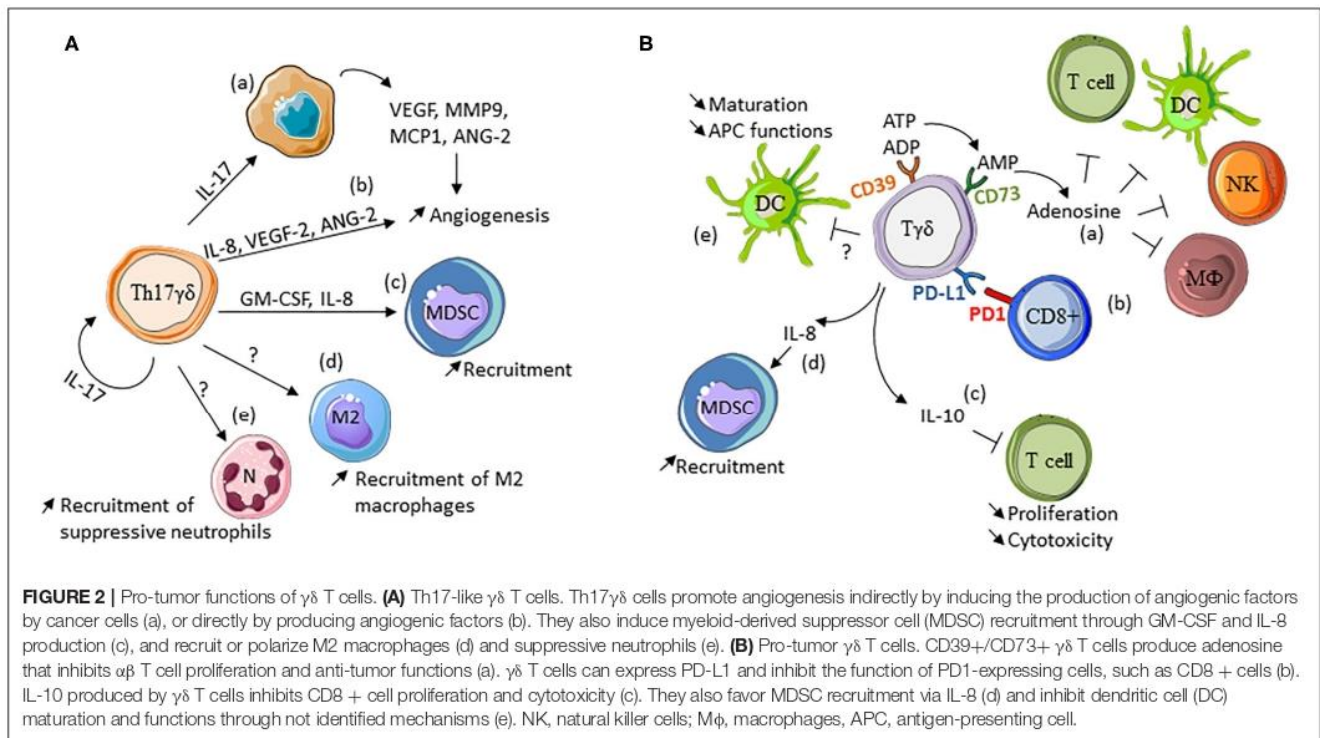 A
(a)
VEGF, MMP9,
MCP1, ANG-2
IL-17
(b)
↗ Angiogenesis
IL-8, VEGF-2, ANG-2
Th17γδ
(c)
GM-CSF, IL-8
MDSC
↗ Recruitment
IL-17
?
(d)
M2
↗ Recruitment of M2
macrophages
?
(e)
N
↗ Recruitment of
suppressive neutrophils
B
↘ Maturation
↘ APC functions
DC
(e)
?
ATP
ADP
AMP
CD39
CD73
Tγδ
Adenosine
(a)
T cell
DC
NK
MΦ
PD-L1
PD1
CD8+
(b)
IL-8
(d)
MDSC
↗ Recruitment
(c)
IL-10
T cell
↘ Proliferation
↘ Cytotoxicity
FIGURE 2 | Pro-tumor functions of γδ T cells. (A) Th17-like γδ T cells. Th17γδ cells promote angiogenesis indirectly by inducing the production of angiogenic factors
by cancer cells (a), or directly by producing angiogenic factors (b). They also induce myeloid-derived suppressor cell (MDSC) recruitment through GM-CSF and IL-8
production (c), and recruit or polarize M2 macrophages (d) and suppressive neutrophils (e). (B) Pro-tumor γδ T cells. CD39+/CD73+ γδ T cells produce adenosine
that inhibits αβ T cell proliferation and anti-tumor functions (a). γδ T cells can express PD-L1 and inhibit the function of PD1-expressing cells, such as CD8 + cells (b).
IL-10 produced by γδ T cells inhibits CD8 + cell proliferation and cytotoxicity (c). They also favor MDSC recruitment via IL-8 (d) and inhibit dendritic cell (DC)
maturation and functions through not identified mechanisms (e). NK, natural killer cells; Mϕ, macrophages, APC, antigen-presenting cell.